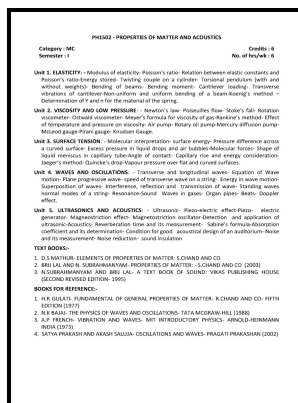 PH1502 - PROPERTIES OF MATTER AND ACOUSTICS
Category : MC Credits : 6
Semester : I No. of hrs/wk : 6
Unit 1. ELASTICITY: - Modulus of elasticity- Poisson's ratio- Relation between elastic constants and
Poisson's ratio-Energy stored- Twisting couple on a cylinder- Torsional pendulum (with and
without weights)- Bending of beams- Bending moment- Cantilever loading- Transverse
vibrations of cantilever-Non-uniform and uniform bending of a beam-Koenig's method –
Determination of Y and n for the material of the spring.
Unit 2. VISCOSITY AND LOW PRESSURE: - Newton's law- Poiseuilles flow- Stoke's fall- Rotation
viscometer- Ostwald viscometer- Meyer's formula for viscosity of gas-Rankine's method- Effect
of temperature and pressure on viscosity- Air pump- Rotary oil pump-Mercury diffusion pump-
McLeod gauge-Pirani gauge- Knudsen Gauge.
Unit 3. SURFACE TENSION: - Molecular interpretation- surface energy- Pressure difference across
a curved surface- Excess pressure in liquid drops and air bubbles-Molecular forces- Shape of
liquid meniscus in capillary tube-Angle of contact- Capillary rise and energy consideration-
Jaeger's method- Quincke's drop-Vapour pressure over flat and curved surfaces.
Unit 4. WAVES AND OSCILLATIONS: - Transverse and longitudinal waves- Equation of Wave
motion- Plane progressive wave- speed of transverse wave on a string- Energy in wave motion-
Superposition of waves- Interference, reflection and transmission of wave- Standing waves
normal modes of a string- Resonance-Sound Waves in gases- Organ pipes- Beats- Doppler
effect.
Unit 5. ULTRASONICS AND ACOUSTICS : - Ultrasonic- Piezo-electric effect-Piezo- electric
generator- Magnestriction effect- Magnetostriction oscillator-Detection and application of
ultrasonic-Acoustics- Reverberation time and its measurement- Sabine's formula-Absorption
coefficient and its determination- Condition for good acoustical design of an auditorium- Noise
and its measurement- Noise reduction- sound insulation
TEXT BOOKS:-
1. D.S MATHUR- ELEMENTS OF PROPERTIES OF MATTER: S.CHAND AND CO
2. BRIJ LAL AND N. SUBRAHMANYAM- PROPERTIES OF MATTER : - S.CHAND AND CO (2003)
3. N.SUBRAHMANYAM AND BRIJ LAL- A TEXT BOOK OF SOUND: VIKAS PUBLISHING HOUSE
(SECOND REVISED EDITION- 1995)
BOOKS FOR REFERENCE:-
1. H.R GULATI- FUNDAMENTAL OF GENERAL PROPERTIES OF MATTER- R.CHAND AND CO- FIFTH
EDITION (1977)
2. N.K BAJAJ- THE PHYSICS OF WAVES AND OSCILLATIONS- TATA MCGRAW-HILL (1988)
3. A.P FRENCH- VIBRATION AND WAVES- MIT INTRODUCTORY PHYSICS- ARNOLD-HEINMANN
INDIA (1973)
4. SATYA PRAKASH AND AKASH SALUJA- OSCILLATIONS AND WAVES- PRAGATI PRAKASHAN (2002)